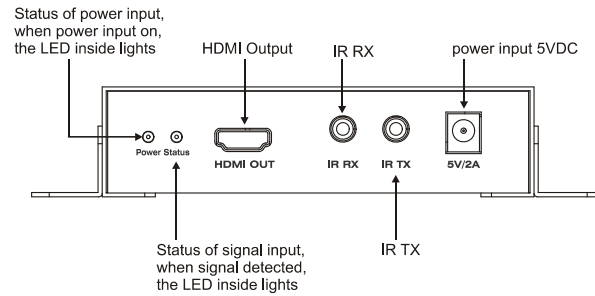 Status of power input,
when power input on,
the LED inside lights
HDMI Output
IR RX
power input 5VDC
Power Status
HDMI OUT
IR RX
IR TX
5V/2A
Status of signal input,
when signal detected,
the LED inside lights
IR TX